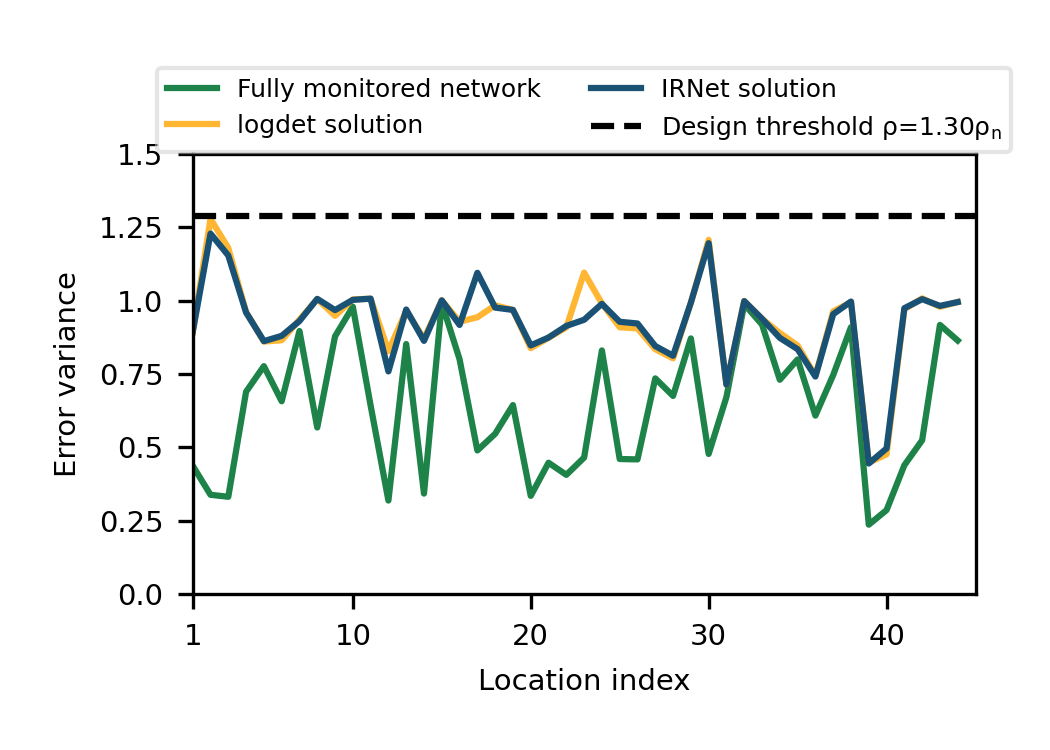 Fully monitored network
logdet solution
IRNet solution
Design threshold ρ=1.30ρₙ
1.5
1.25
1.0
0.75
0.5
0.25
0.0
Error variance
1
10
20
30
40
Location index